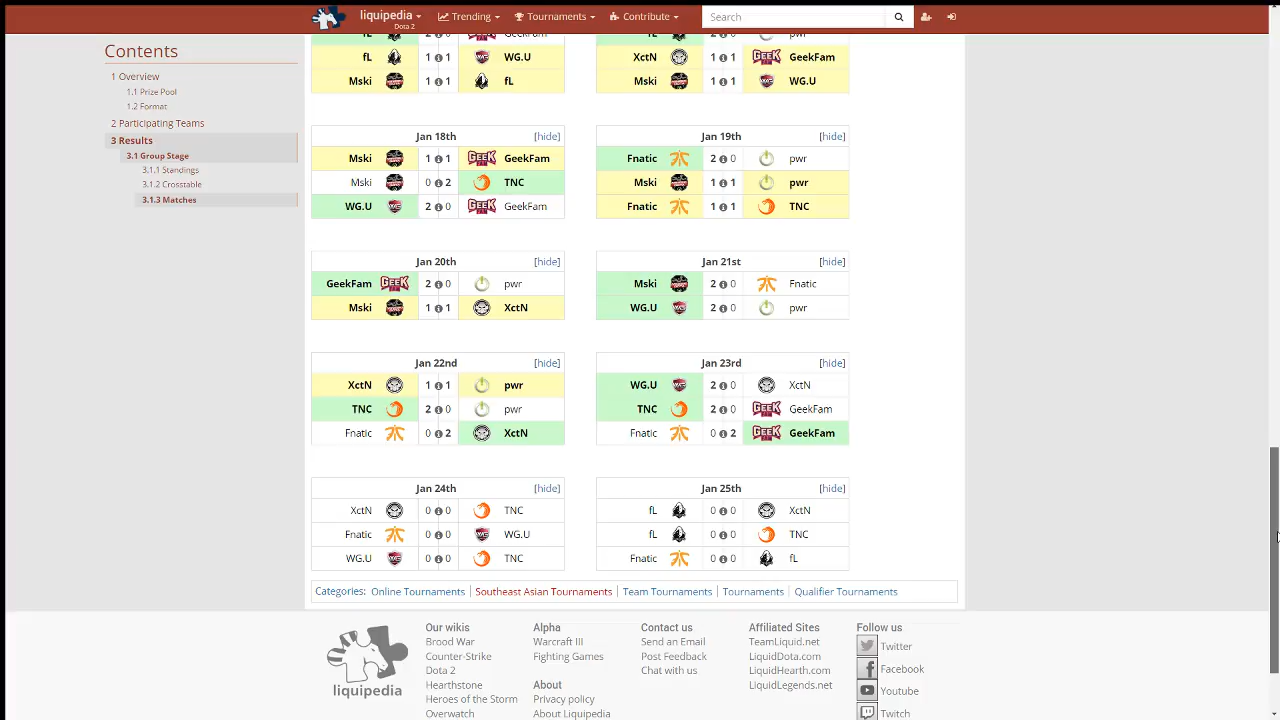 liquipedia
Dota 2
Trending
Tournaments
Contribute
Search
Contents
1 Overview
1.1 Prize Pool
1.2 Format
2 Participating Teams
3 Results
3.1 Group Stage
3.1.1 Standings
3.1.2 Crosstable
3.1.3 Matches
fL 2 0 GeekFam
fL 1 1 WG.U
Mski 1 1 fL
fL 2 0 pwr
XctN 1 1 GeekFam
Mski 1 1 WG.U
Jan 18th [hide]
Mski 1 1 GeekFam
Mski 0 2 TNC
WG.U 2 0 GeekFam
Jan 19th [hide]
Fnatic 2 0 pwr
Mski 1 1 pwr
Fnatic 1 1 TNC
Jan 20th [hide]
GeekFam 2 0 pwr
Mski 1 1 XctN
Jan 21st [hide]
Mski 2 0 Fnatic
WG.U 2 0 pwr
Jan 22nd [hide]
XctN 1 1 pwr
TNC 2 0 pwr
Fnatic 0 2 XctN
Jan 23rd [hide]
WG.U 2 0 XctN
TNC 2 0 GeekFam
Fnatic 0 2 GeekFam
Jan 24th [hide]
XctN 0 0 TNC
Fnatic 0 0 WG.U
WG.U 0 0 TNC
Jan 25th [hide]
fL 0 0 XctN
fL 0 0 TNC
Fnatic 0 0 fL
Categories: Online Tournaments | Southeast Asian Tournaments | Team Tournaments | Tournaments | Qualifier Tournaments
liquipedia
Our wikis
Brood War
Counter-Strike
Dota 2
Hearthstone
Heroes of the Storm
Overwatch
Alpha
Warcraft III
Fighting Games
About
Privacy policy
About Liquipedia
Contact us
Send an Email
Post Feedback
Chat with us
Affiliated Sites
TeamLiquid.net
LiquidDota.com
LiquidHearth.com
LiquidLegends.net
Follow us
Twitter
Facebook
Youtube
Twitch